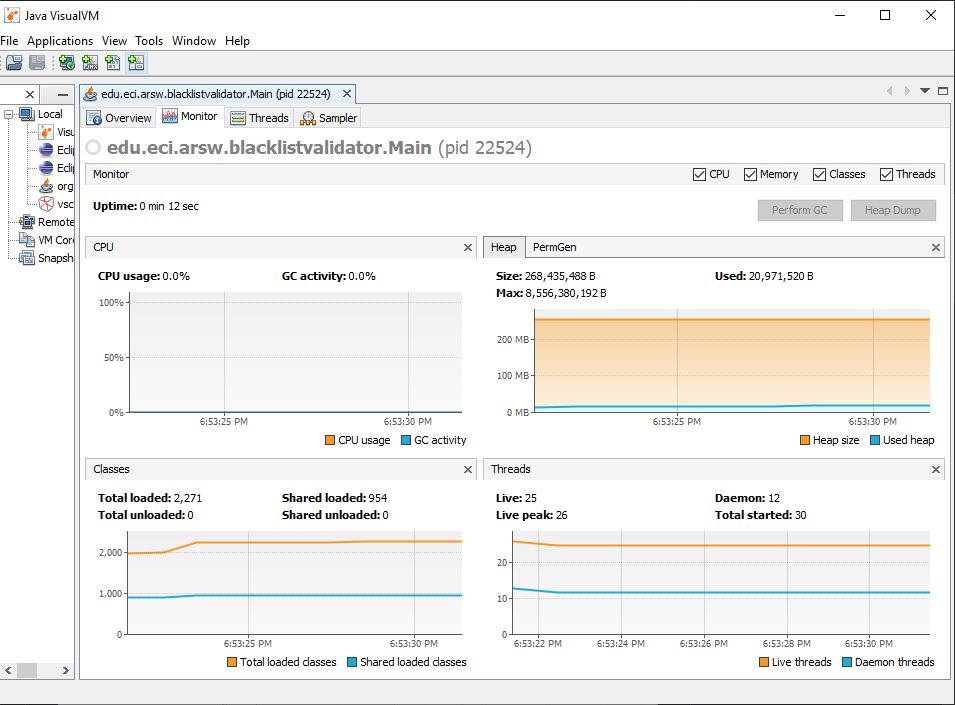 Java VisualVM
File Applications View Tools Window Help
edu.eci.arsw.blacklistvalidator.Main (pid 22524)
Local
Visu
Eclip
Eclip
org
vsc
Remote
VM Core
Snapsh
Overview Monitor Threads Sampler
edu.eci.arsw.blacklistvalidator.Main (pid 22524)
Monitor CPU Memory Classes Threads
Uptime: 0 min 12 sec
Perform GC Heap Dump
CPU
CPU usage: 0.0% GC activity: 0.0%
100%
50%
0%
6:53:25 PM 6:53:30 PM
CPU usage GC activity
Heap PermGen
Size: 268,435,488 B Used: 20,971,520 B
Max: 8,556,380,192 B
200 MB
100 MB
0 MB
6:53:25 PM 6:53:30 PM
Heap size Used heap
Classes
Total loaded: 2,271 Shared loaded: 954
Total unloaded: 0 Shared unloaded: 0
2,000
1,000
0
6:53:25 PM 6:53:30 PM
Total loaded classes Shared loaded classes
Threads
Live: 25 Daemon: 12
Live peak: 26 Total started: 30
20
10
0
6:53:22 PM 6:53:24 PM 6:53:26 PM 6:53:28 PM 6:53:30 PM
Live threads Daemon threads